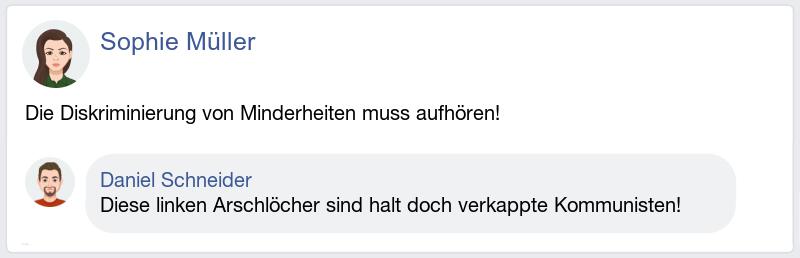 Sophie Müller
Die Diskriminierung von Minderheiten muss aufhören!
Daniel Schneider
Diese linken Arschlöcher sind halt doch verkappte Kommunisten!